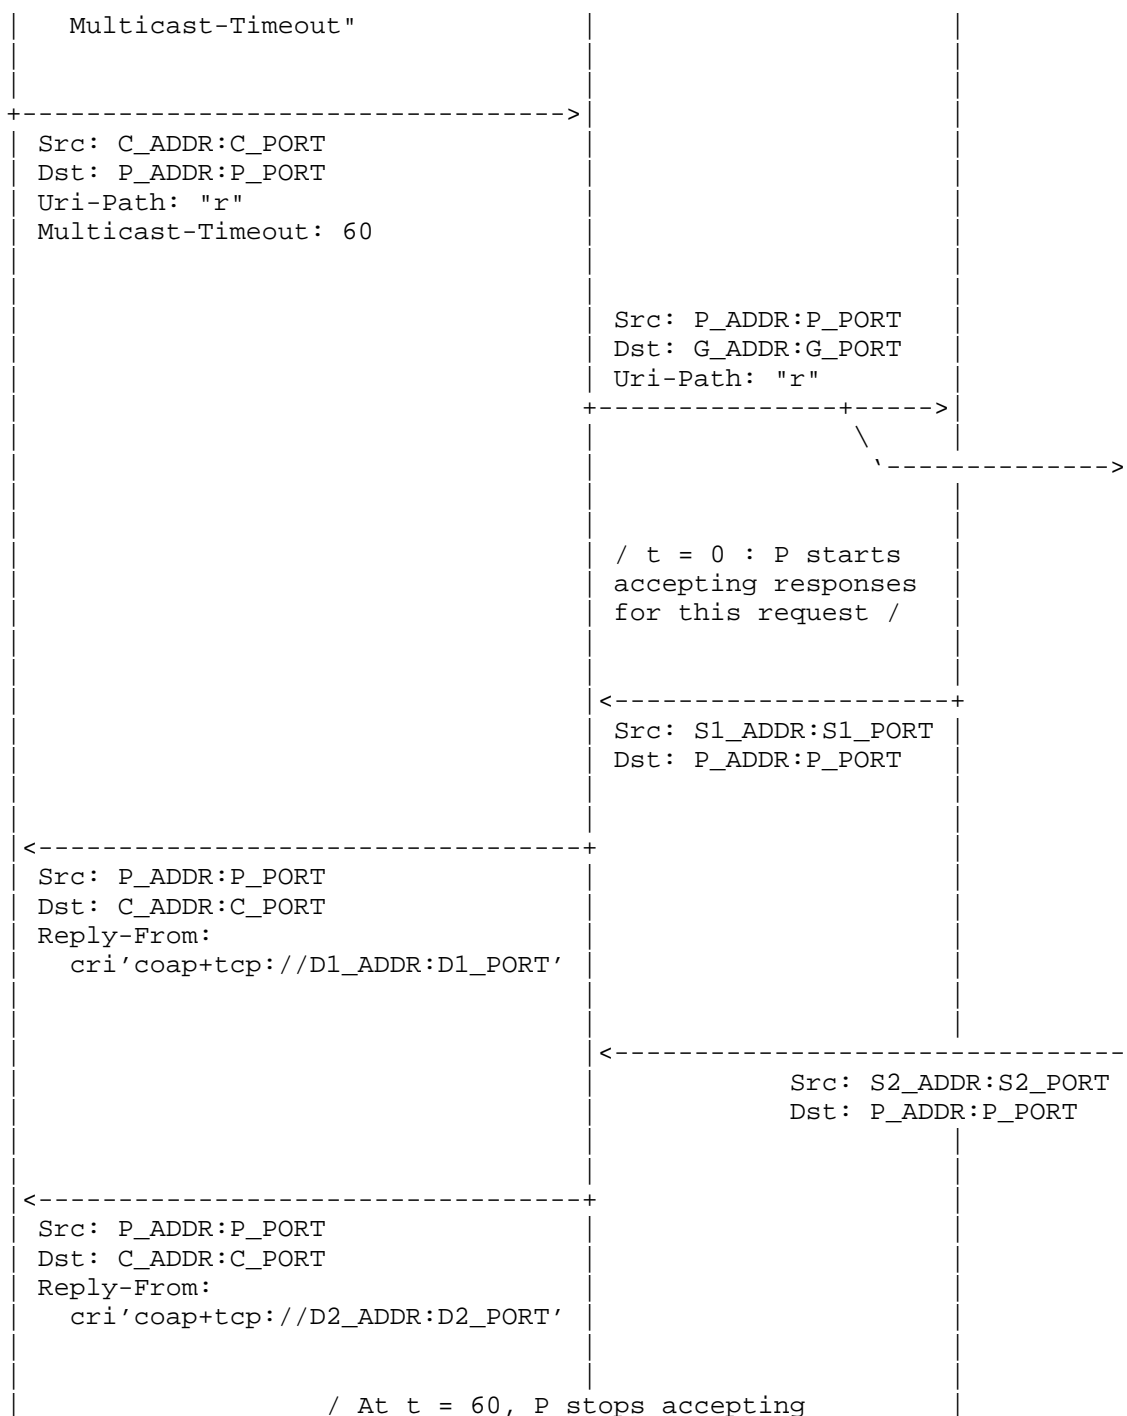 Multicast-Timeout"
Src: C_ADDR:C_PORT
Dst: P_ADDR:P_PORT
Uri-Path: "r"
Multicast-Timeout: 60
Src: P_ADDR:P_PORT
Dst: G_ADDR:G_PORT
Uri-Path: "r"
/ t = 0 : P starts
accepting responses
for this request /
Src: S1_ADDR:S1_PORT
Dst: P_ADDR:P_PORT
Src: P_ADDR:P_PORT
Dst: C_ADDR:C_PORT
Reply-From:
cri’coap+tcp://D1_ADDR:D1_PORT’
Src: S2_ADDR:S2_PORT
Dst: P_ADDR:P_PORT
Src: P_ADDR:P_PORT
Dst: C_ADDR:C_PORT
Reply-From:
cri’coap+tcp://D2_ADDR:D2_PORT’
/ At t = 60, P stops accepting